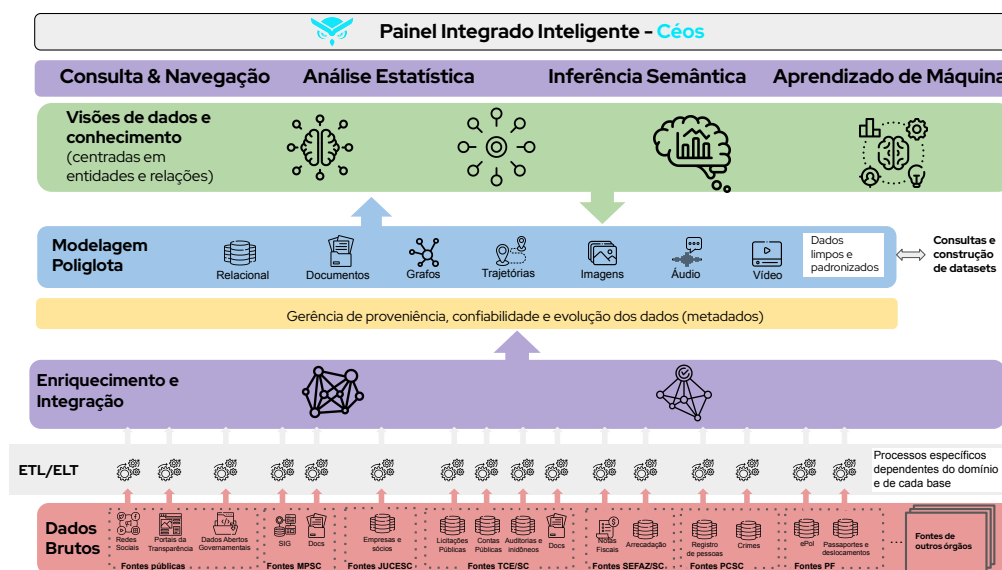 Painel Integrado Inteligente - Céos
Consulta & Navegação
Análise Estatística
Inferência Semântica
Aprendizado de Máquina
Visões de dados e
conhecimento
(centradas em
entidades e relações)
Modelagem
Poliglota
Relacional
Documentos
Grafos
Trajetórias
Imagens
Áudio
Vídeo
Dados
limpos e
padronizados
Consultas e
construção
de datasets
Gerência de proveniência, confiabilidade e evolução dos dados (metadados)
Enriquecimento e
Integração
ETL/ELT
Processos específicos
dependentes do domínio
e de cada base
Dados
Brutos
Redes
Sociais
Portais da
Transparência
Dados Abertos
Governamentais
Fontes públicas
SIG
Docs
Fontes MPSC
Empresas e
sócios
Fontes JUCESC
Licitações
Públicas
Contas
Públicas
Auditorias e
inidôneos
Docs
Fontes TCE/SC
Notas
Fiscais
Arrecadação
Fontes SEFAZ/SC
Registro
de pessoas
Crimes
Fontes PCSC
ePol
Passaportes e
deslocamentos
Fontes PF
...
Fontes de
outros órgãos